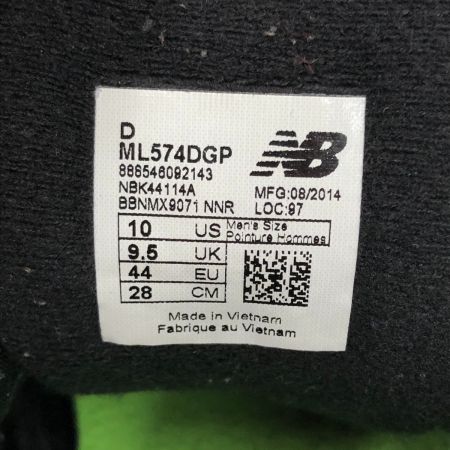 D
ML574DGP
NB
886546092143
NBK44114A
MFG:08/2014
BBNMX9071 NNR
LOC:97
10 US
Men's Size
Pointure Hommes
9.5 UK
44 EU
28 CM
Made in Vietnam
Fabrique au Vietnam